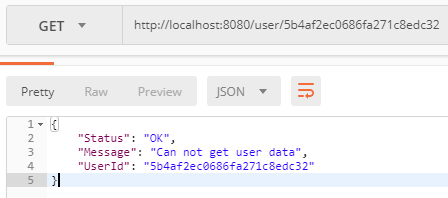 GET http://localhost:8080/user/5b4af2ec0686fa271c8edc32
Pretty Raw Preview JSON
1 {
2 "Status": "OK",
3 "Message": "Can not get user data",
4 "UserId": "5b4af2ec0686fa271c8edc32"
5 }